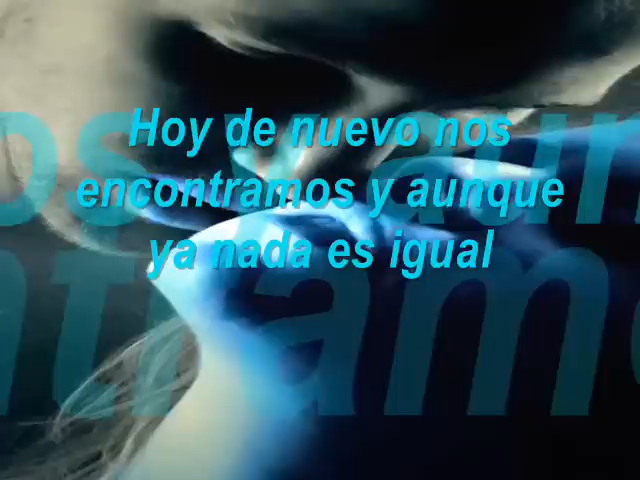 Hoy de nuevo nos
encontramos y aunque
ya nada es igual